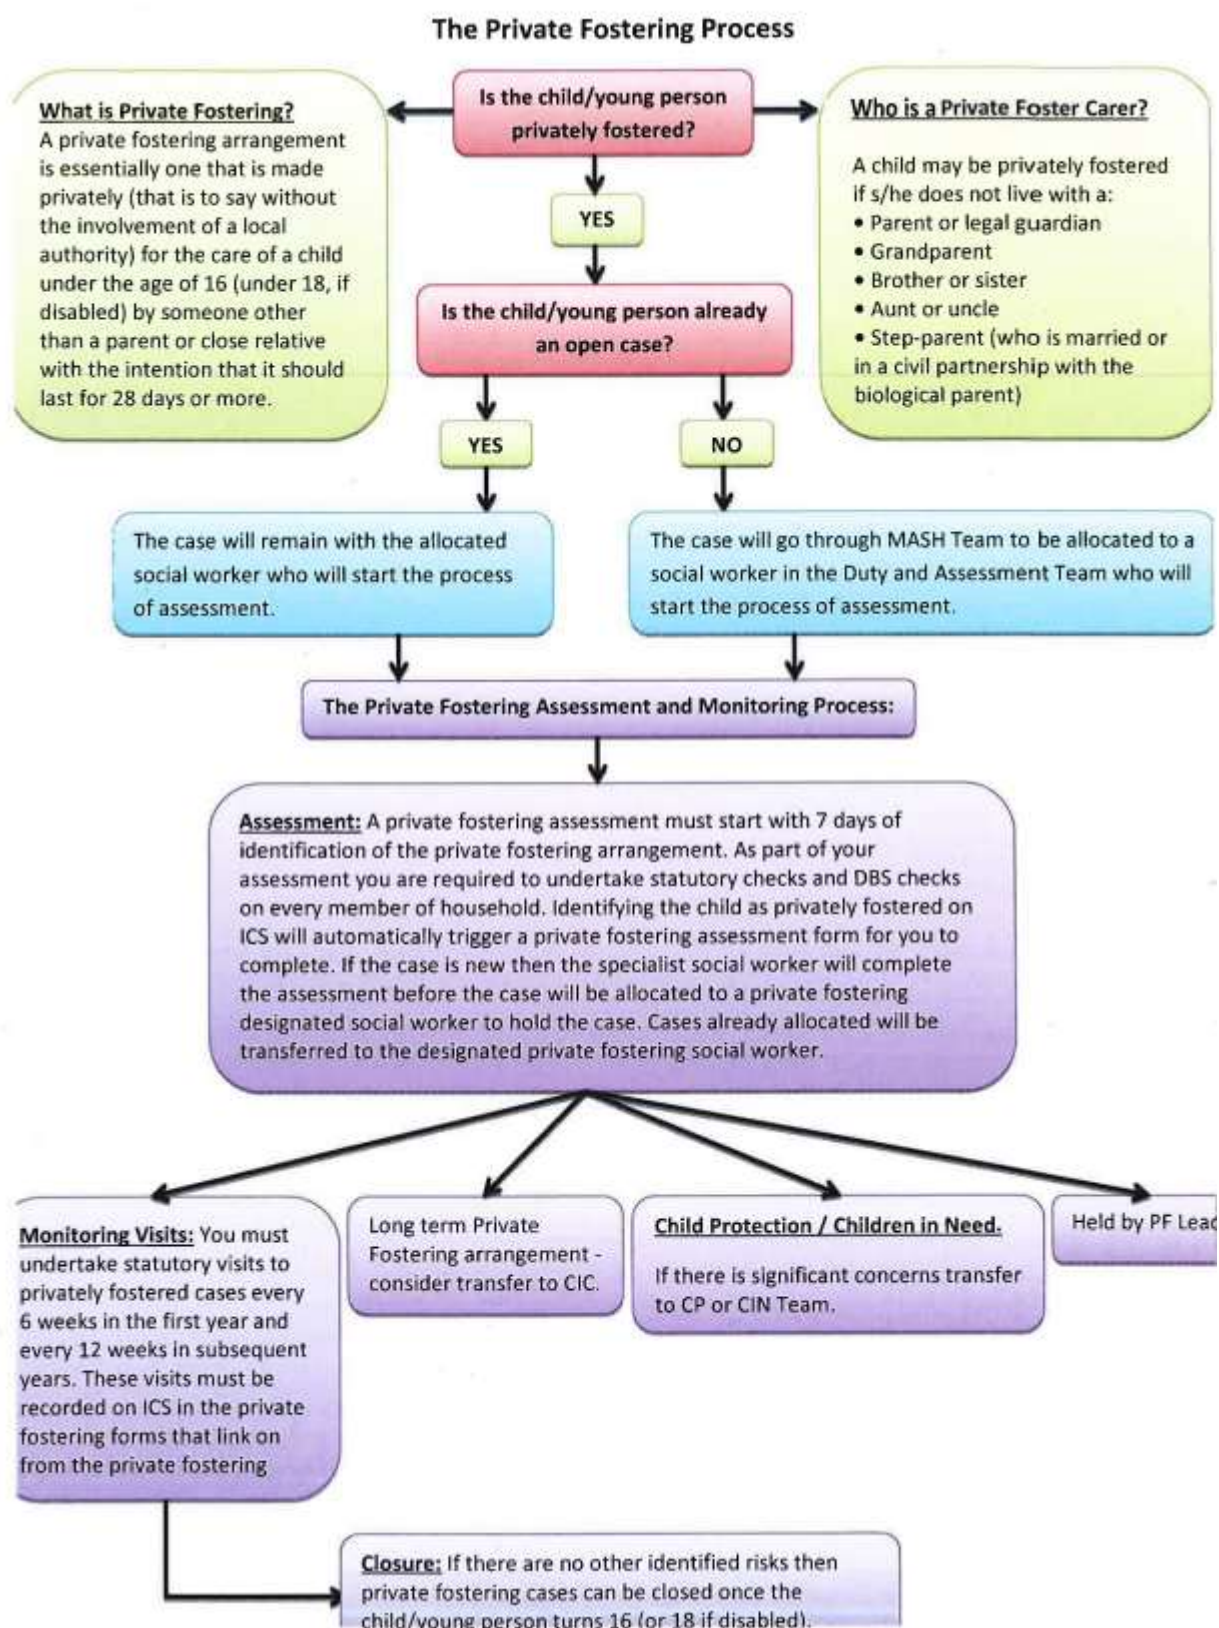 The Private Fostering Process
What is Private Fostering?
A private fostering arrangement
is essentially one that is made
privately (that is to say without
the involvement of a local
authority) for the care of a child
under the age of 16 (under 18, if
disabled) by someone other
than a parent or close relative
with the intention that it should
last for 28 days or more.
Is the child/young person
privately fostered?
Who is a Private Foster Carer?
A child may be privately fostered
if s/he does not live with a:
• Parent or legal guardian
• Grandparent
• Brother or sister
• Aunt or uncle
• Step-parent (who is married or
in a civil partnership with the
biological parent)
YES
Is the child/young person already
an open case?
YES
NO
The case will remain with the allocated
social worker who will start the process
of assessment.
The case will go through MASH Team to be allocated to a
social worker in the Duty and Assessment Team who will
start the process of assessment.
The Private Fostering Assessment and Monitoring Process:
Assessment: A private fostering assessment must start with 7 days of
identification of the private fostering arrangement. As part of your
assessment you are required to undertake statutory checks and DBS checks
on every member of household. Identifying the child as privately fostered on
ICS will automatically trigger a private fostering assessment form for you to
complete. If the case is new then the specialist social worker will complete
the assessment before the case will be allocated to a private fostering
designated social worker to hold the case. Cases already allocated will be
transferred to the designated private fostering social worker.
Monitoring Visits: You must
undertake statutory visits to
privately fostered cases every
6 weeks in the first year and
every 12 weeks in subsequent
years. These visits must be
recorded on ICS in the private
fostering forms that link on
from the private fostering
Long term Private
Fostering arrangement -
consider transfer to CIC.
Child Protection / Children in Need.
If there is significant concerns transfer
to CP or CIN Team.
Held by PF Lead
Closure: If there are no other identified risks then
private fostering cases can be closed once the
child/young person turns 16 (or 18 if disabled).